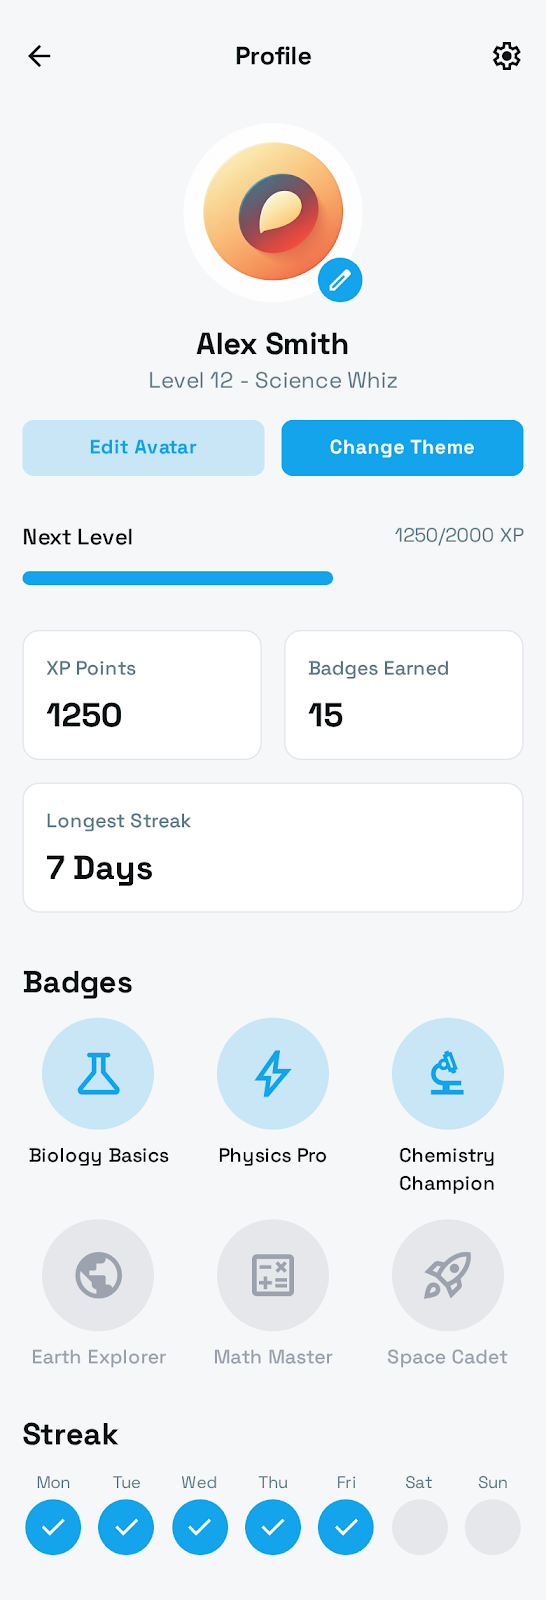 Profile
Alex Smith
Level 12 - Science Whiz
Edit Avatar
Change Theme
Next Level
1250/2000 XP
XP Points
1250
Badges Earned
15
Longest Streak
7 Days
Badges
Biology Basics
Physics Pro
Chemistry
Champion
Earth Explorer
Math Master
Space Cadet
Streak
Mon
Tue
Wed
Thu
Fri
Sat
Sun